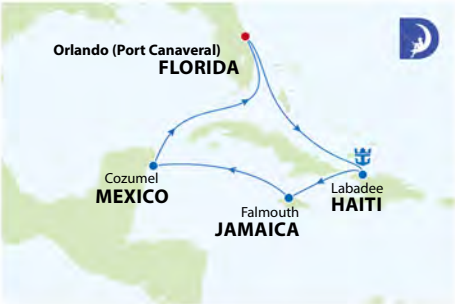 Orlando (Port Canaveral)
FLORIDA
Cozumel
MEXICO
Labadee
HAITI
Falmouth
JAMAICA